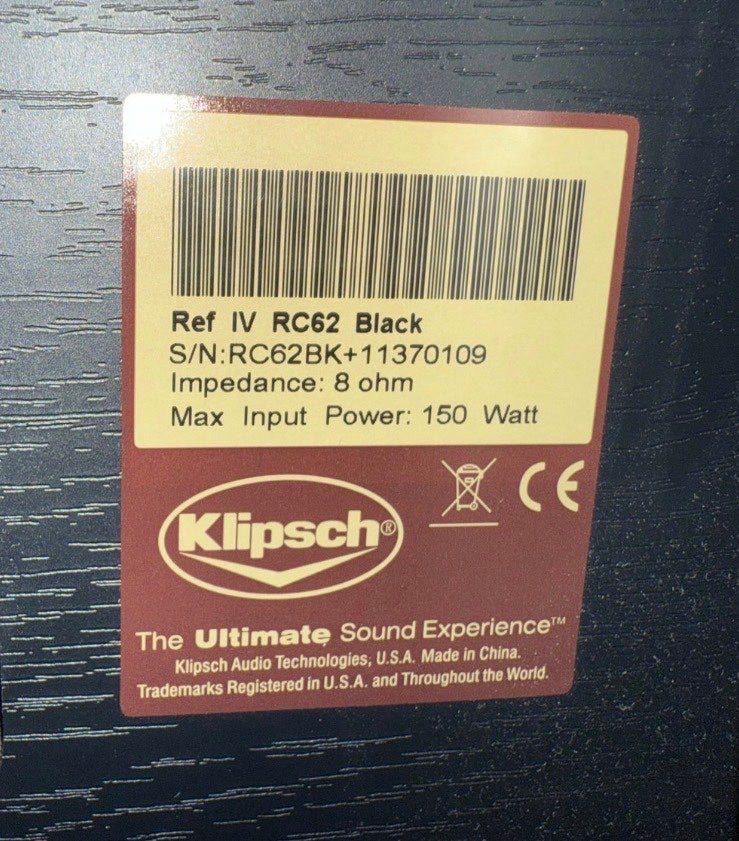 Ref IV RC62 Black
S/N:RC62BK+11370109
Impedance: 8 ohm
Max Input Power: 150 Watt
CE
Klipsch®
The Ultimate Sound Experience™
Klipsch Audio Technologies, U.S.A. Made in China.
Trademarks Registered in U.S.A. and Throughout the World.